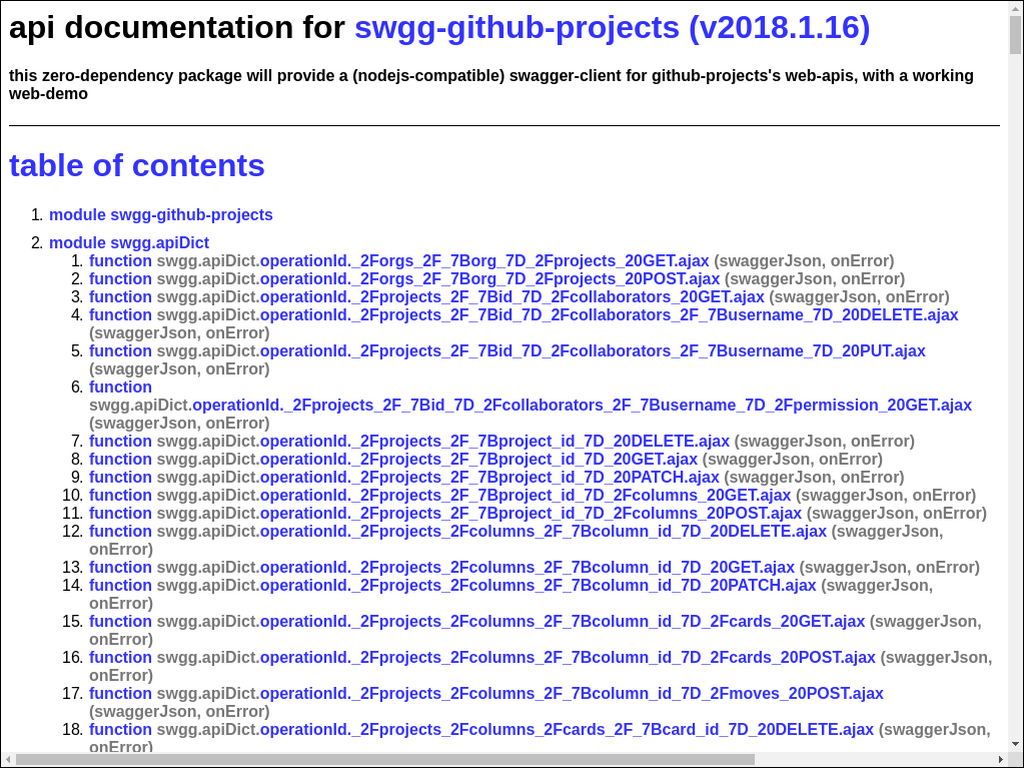 api documentation for swgg-github-projects (v2018.1.16)
this zero-dependency package will provide a (nodejs-compatible) swagger-client for github-projects's web-apis, with a working
web-demo
table of contents
1. module swgg-github-projects
2. module swgg.apiDict
1. function swgg.apiDict.operationId._2Forgs_2F_7Borg_7D_2Fprojects_20GET.ajax (swaggerJson, onError)
2. function swgg.apiDict.operationId._2Forgs_2F_7Borg_7D_2Fprojects_20POST.ajax (swaggerJson, onError)
3. function swgg.apiDict.operationId._2Fprojects_2F_7Bid_7D_2Fcollaborators_20GET.ajax (swaggerJson, onError)
4. function swgg.apiDict.operationId._2Fprojects_2F_7Bid_7D_2Fcollaborators_2F_7Busername_7D_20DELETE.ajax
(swaggerJson, onError)
5. function swgg.apiDict.operationId._2Fprojects_2F_7Bid_7D_2Fcollaborators_2F_7Busername_7D_20PUT.ajax
(swaggerJson, onError)
6. function
swgg.apiDict.operationId._2Fprojects_2F_7Bid_7D_2Fcollaborators_2F_7Busername_7D_2Fpermission_20GET.ajax
(swaggerJson, onError)
7. function swgg.apiDict.operationId._2Fprojects_2F_7Bproject_id_7D_20DELETE.ajax (swaggerJson, onError)
8. function swgg.apiDict.operationId._2Fprojects_2F_7Bproject_id_7D_20GET.ajax (swaggerJson, onError)
9. function swgg.apiDict.operationId._2Fprojects_2F_7Bproject_id_7D_20PATCH.ajax (swaggerJson, onError)
10. function swgg.apiDict.operationId._2Fprojects_2F_7Bproject_id_7D_2Fcolumns_20GET.ajax (swaggerJson, onError)
11. function swgg.apiDict.operationId._2Fprojects_2F_7Bproject_id_7D_2Fcolumns_20POST.ajax (swaggerJson, onError)
12. function swgg.apiDict.operationId._2Fprojects_2Fcolumns_2F_7Bcolumn_id_7D_20DELETE.ajax (swaggerJson,
onError)
13. function swgg.apiDict.operationId._2Fprojects_2Fcolumns_2F_7Bcolumn_id_7D_20GET.ajax (swaggerJson, onError)
14. function swgg.apiDict.operationId._2Fprojects_2Fcolumns_2F_7Bcolumn_id_7D_20PATCH.ajax (swaggerJson,
onError)
15. function swgg.apiDict.operationId._2Fprojects_2Fcolumns_2F_7Bcolumn_id_7D_2Fcards_20GET.ajax (swaggerJson,
onError)
16. function swgg.apiDict.operationId._2Fprojects_2Fcolumns_2F_7Bcolumn_id_7D_2Fcards_20POST.ajax (swaggerJson,
onError)
17. function swgg.apiDict.operationId._2Fprojects_2Fcolumns_2F_7Bcolumn_id_7D_2Fmoves_20POST.ajax
(swaggerJson, onError)
18. function swgg.apiDict.operationId._2Fprojects_2Fcolumns_2Fcards_2F_7Bcard_id_7D_20DELETE.ajax (swaggerJson,
onError)